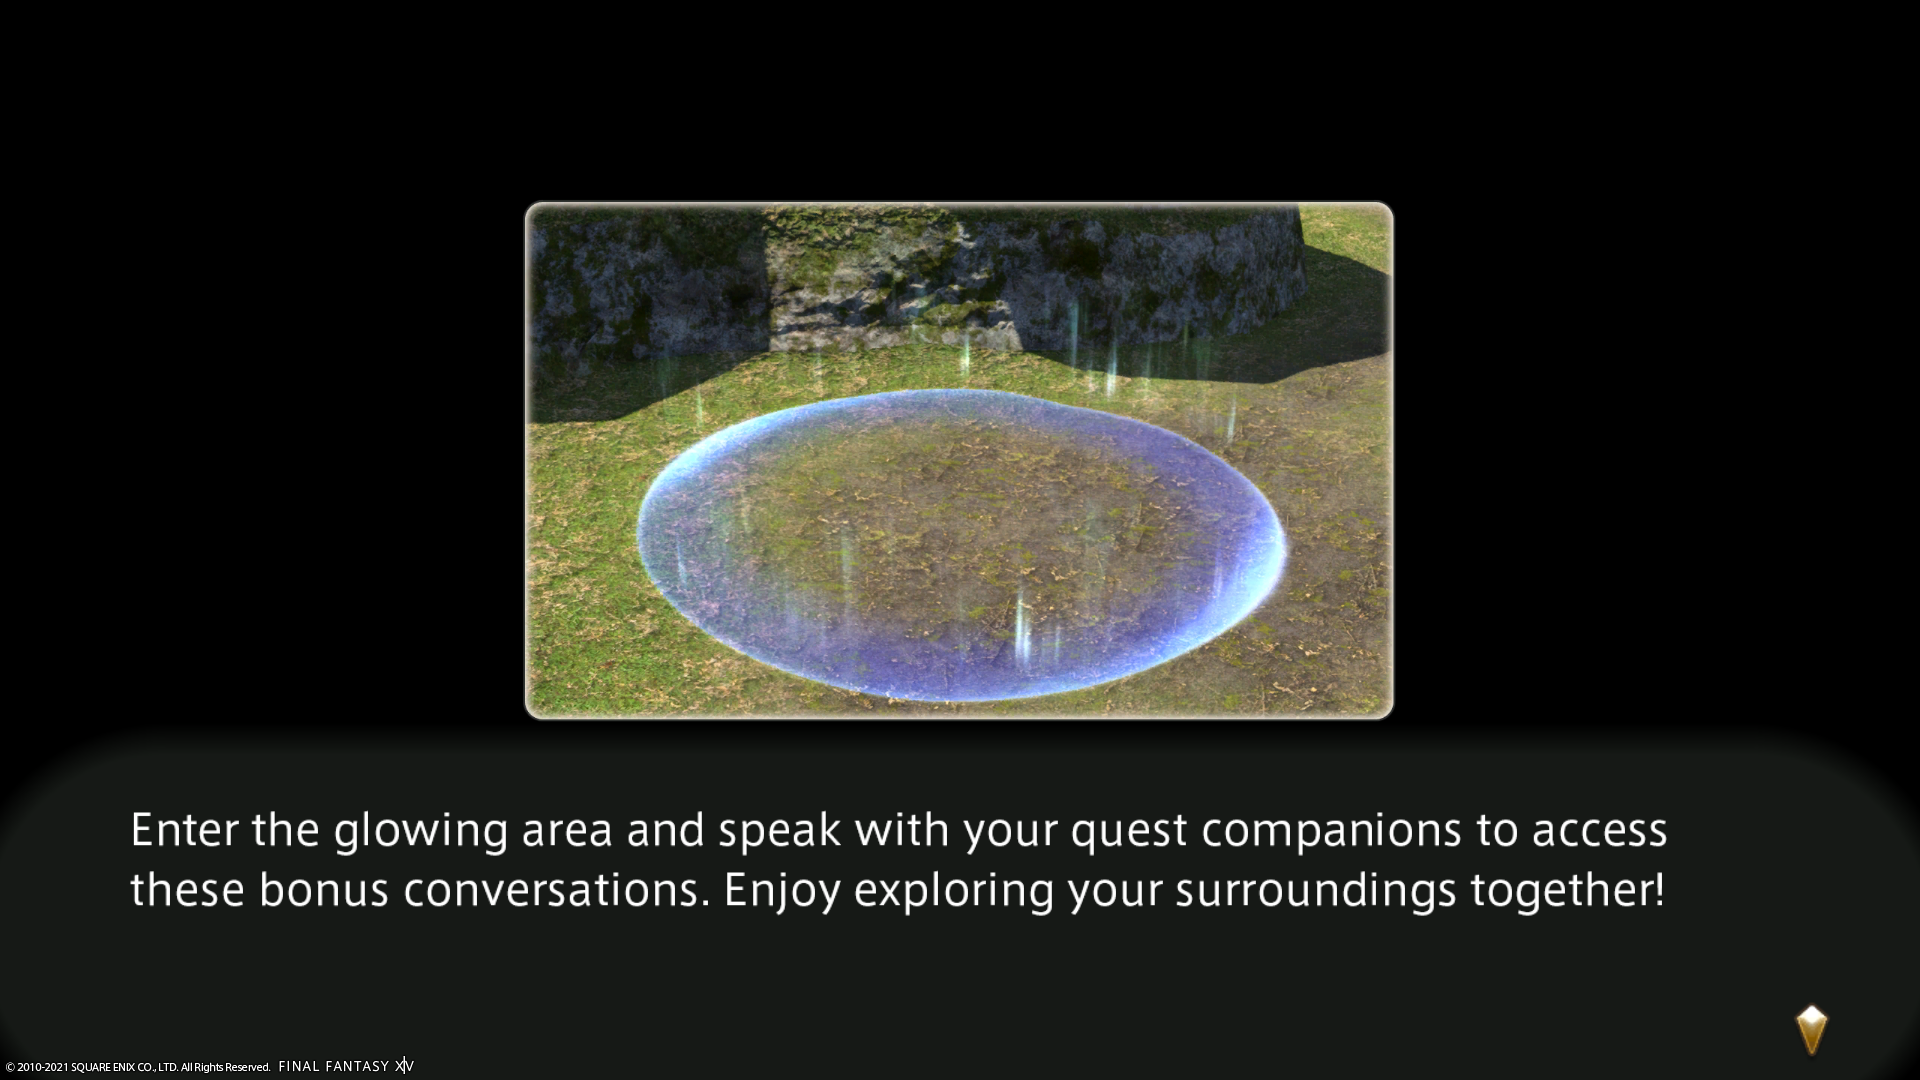 Enter the glowing area and speak with your quest companions to access
these bonus conversations. Enjoy exploring your surroundings together!
© 2010-2021 SQUARE ENIX CO., LTD. All Rights Reserved. FINAL FANTASY XIV